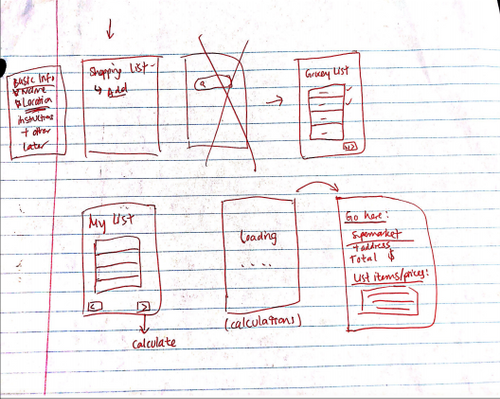 Basic Info
Name
Location
instructions
+ other
Later
Shopping List
↳ Add
Grocery List
My List
<
>
calculate
Loading
....
(calculations)
Go here:
Supermarket
+ address
Total $
List items/prices: